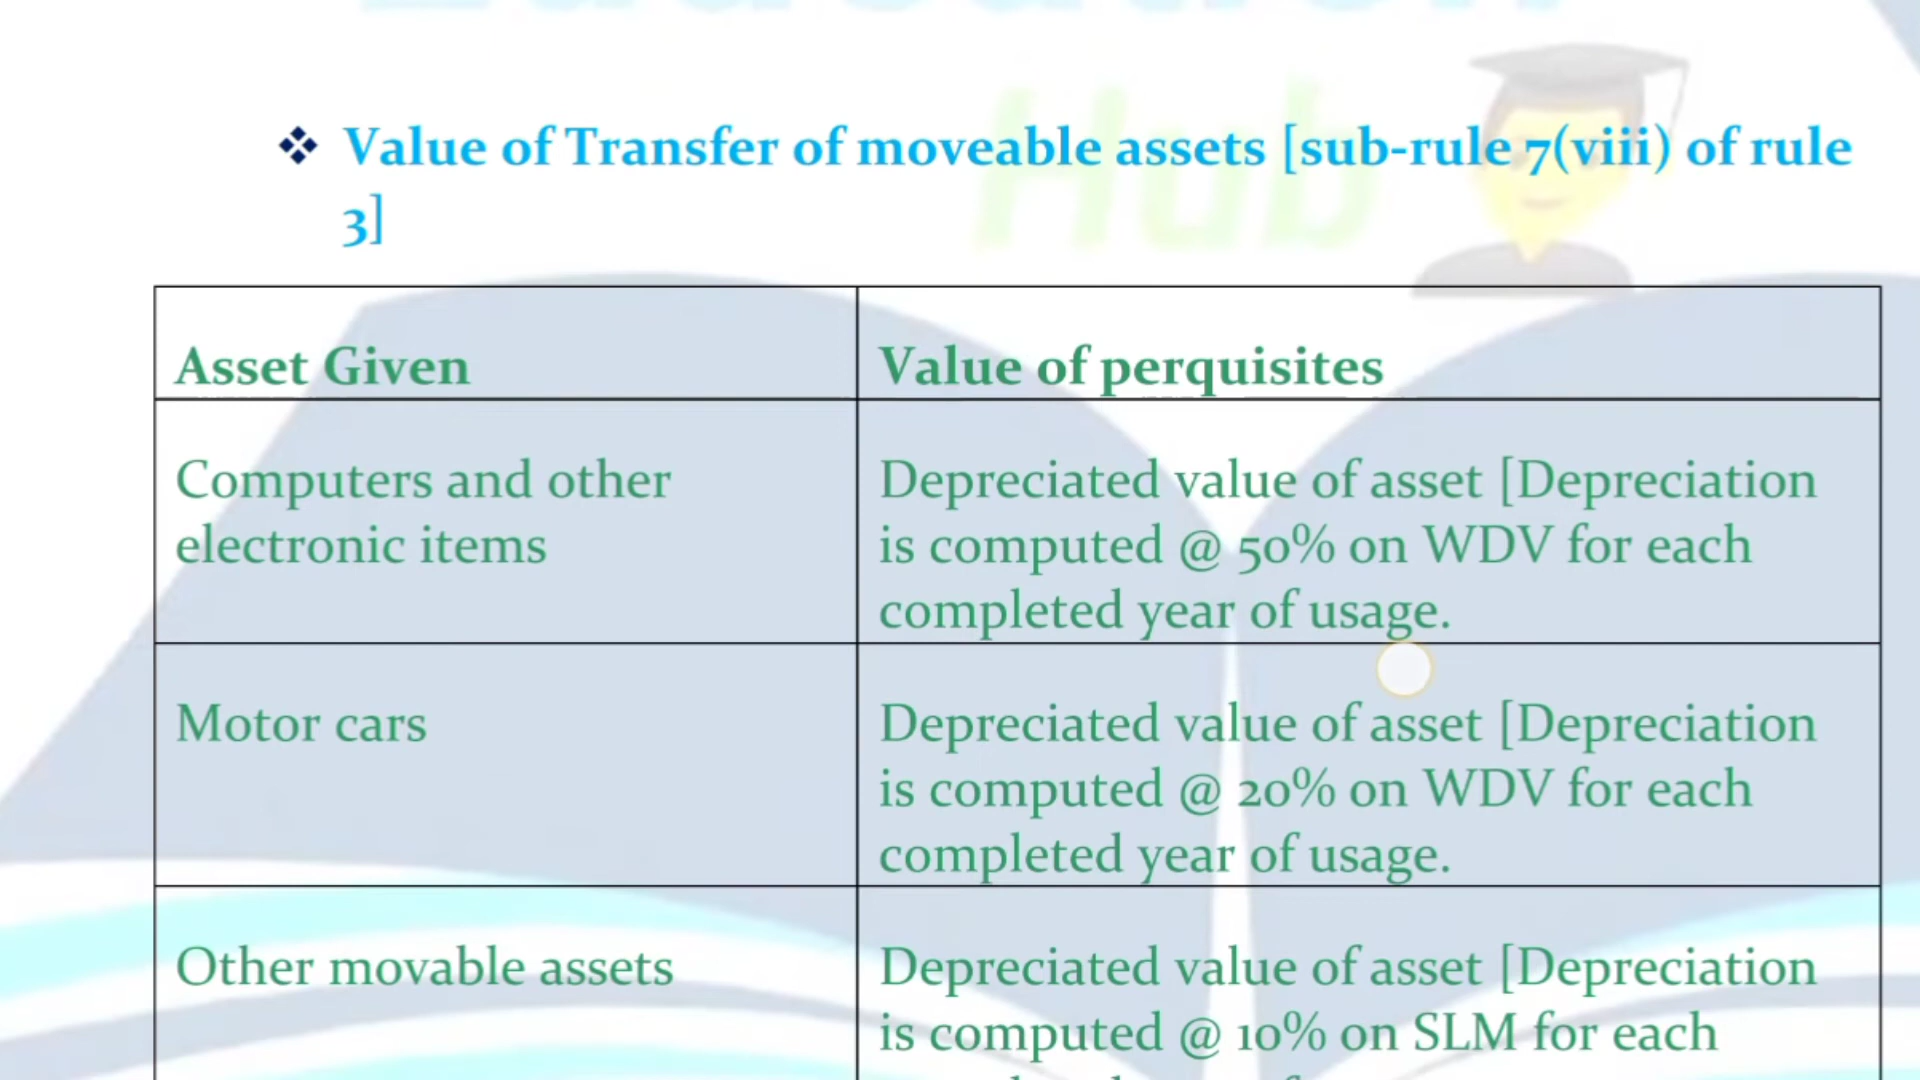 Hub
❖ Value of Transfer of moveable assets [sub-rule 7(viii) of rule
3]
Asset Given
Value of perquisites
Computers and other
electronic items
Depreciated value of asset [Depreciation
is computed @ 50% on WDV for each
completed year of usage.
Motor cars
Depreciated value of asset [Depreciation
is computed @ 20% on WDV for each
completed year of usage.
Other movable assets
Depreciated value of asset [Depreciation
is computed @ 10% on SLM for each